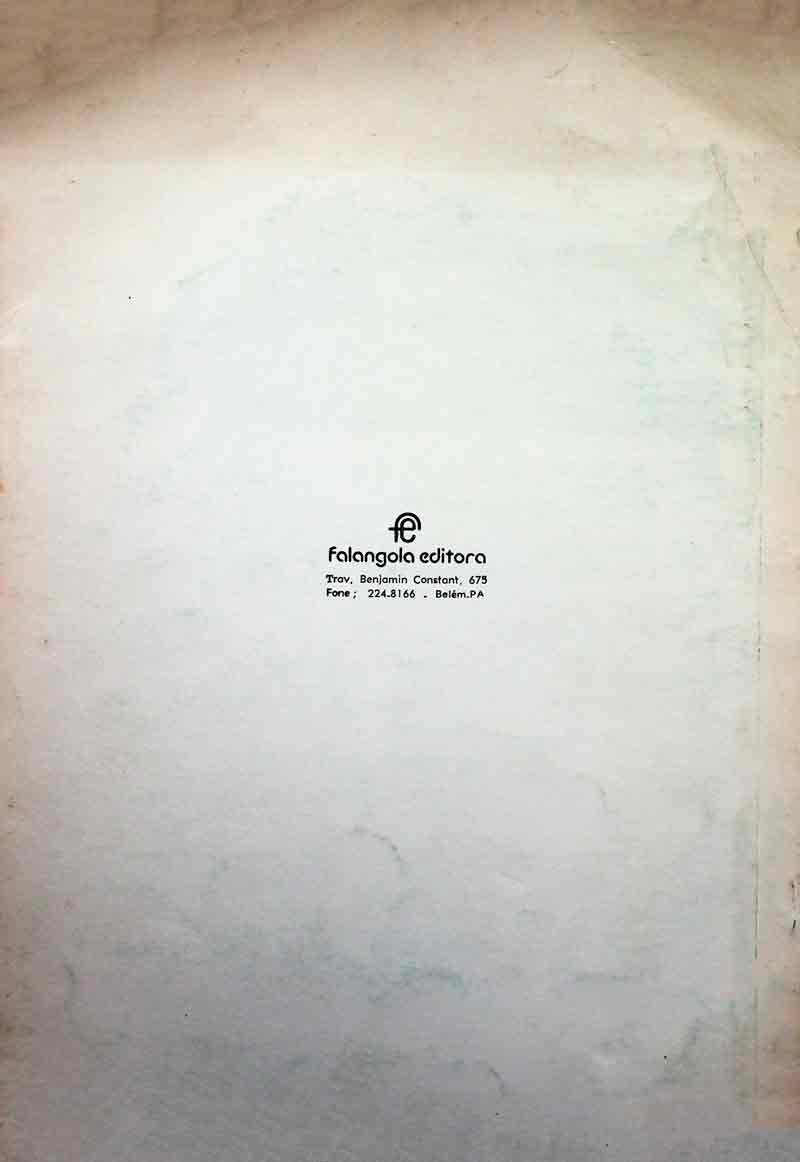 fe
falangola editora
Trav. Benjamin Constant, 675
Fone ; 224-8166 - Belém-PA